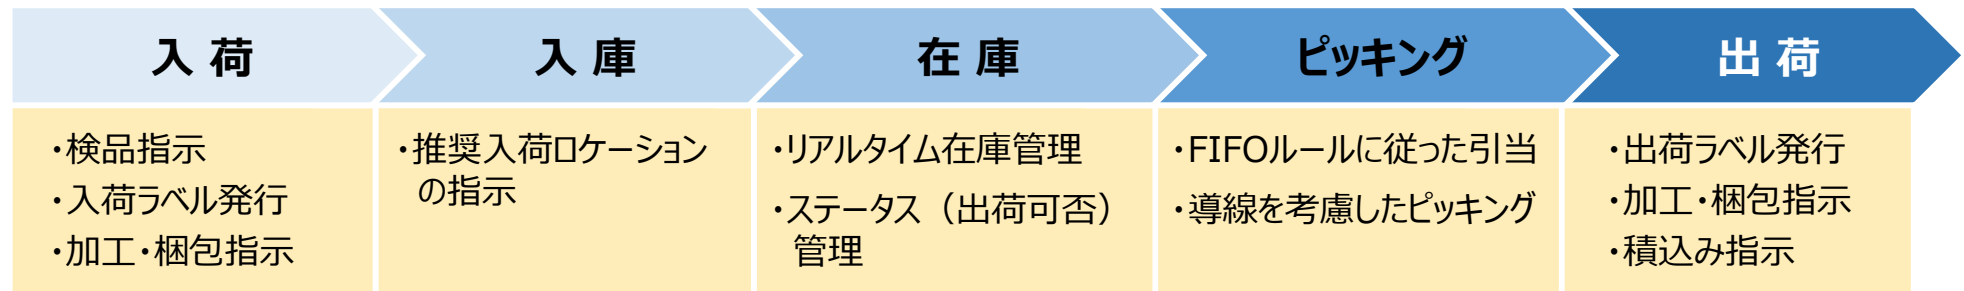 入荷
入庫
在庫
ピッキング
出荷
・検品指示
・入荷ラベル発行
・加工・梱包指示
・推奨入荷ロケーション
の指示
・リアルタイム在庫管理
・ステータス（出荷可否）
管理
・FIFOルールに従った引当
・導線を考慮したピッキング
・出荷ラベル発行
・加工・梱包指示
・積込み指示